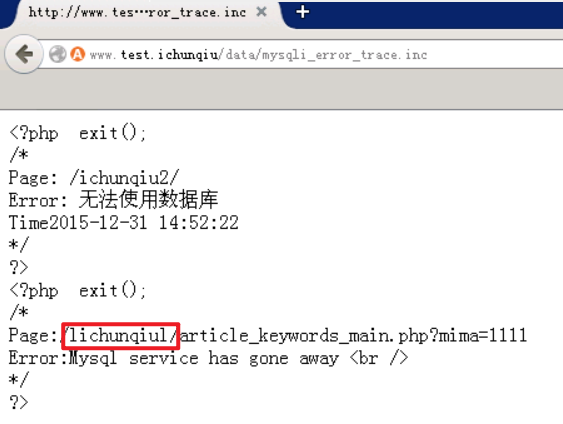 http://www.tes…ror_trace.inc × +
www.test.ichunqiu/data/mysqli_error_trace.inc
<?php exit();
/*
Page: /ichunqiu2/
Error: 无法使用数据库
Time2015-12-31 14:52:22
*/
?>
<?php exit();
/*
Page:/lichunqiul/article_keywords_main.php?mima=1111
Error:Mysql service has gone away <br />
*/
?>